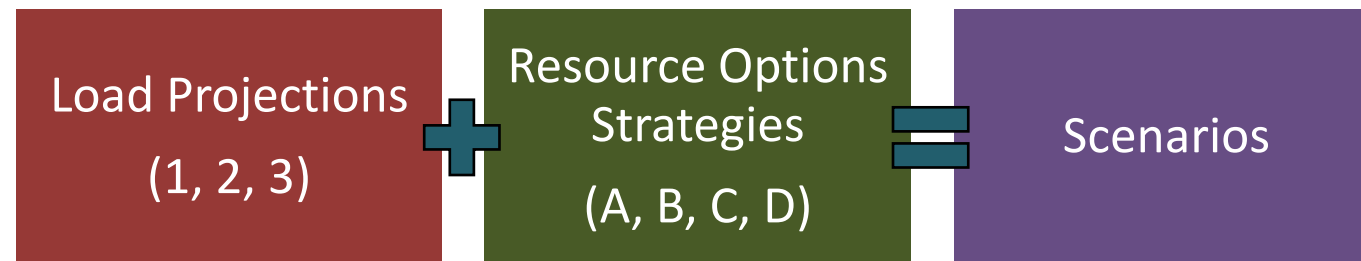 Load Projections
(1, 2, 3)
Resource Options
Strategies
(A, B, C, D)
Scenarios